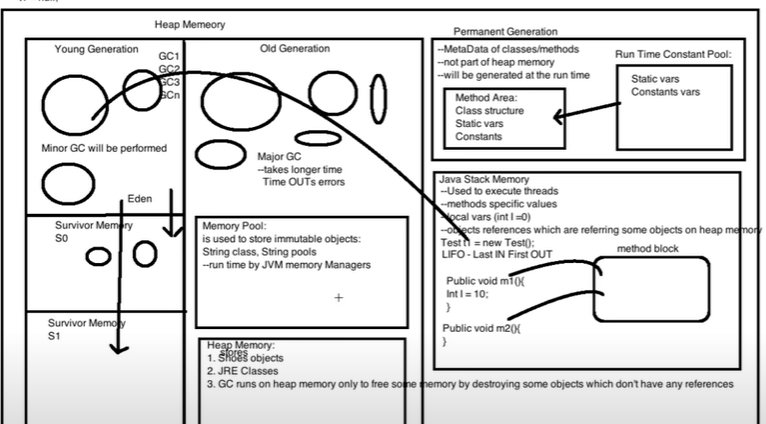 Heap Memeory
Young Generation
GC1
GC2
GC3
GCn
Minor GC will be performed
Eden
Survivor Memory
S0
Survivor Memory
S1
Old Generation
Major GC
--takes longer time
Time OUTs errors
Memory Pool:
is used to store immutable objects:
String class, String pools
--run time by JVM memory Managers
Heap Memory:
stores
1. Shoes objects
2. JRE Classes
3. GC runs on heap memory only to free some memory by destroying some objects which don't have any references
Permanent Generation
--MetaData of classes/methods
--not part of heap memory
--will be generated at the run time
Method Area:
Class structure
Static vars
Constants
Run Time Constant Pool:
Static vars
Constants vars
Java Stack Memory
--Used to execute threads
--methods specific values
--local vars (int I =0)
--objects references which are referring some objects on heap memory
Test t1 = new Test();
LIFO - Last IN First OUT
method block
Public void m1(){
Int I = 10;
}
Public void m2(){
}